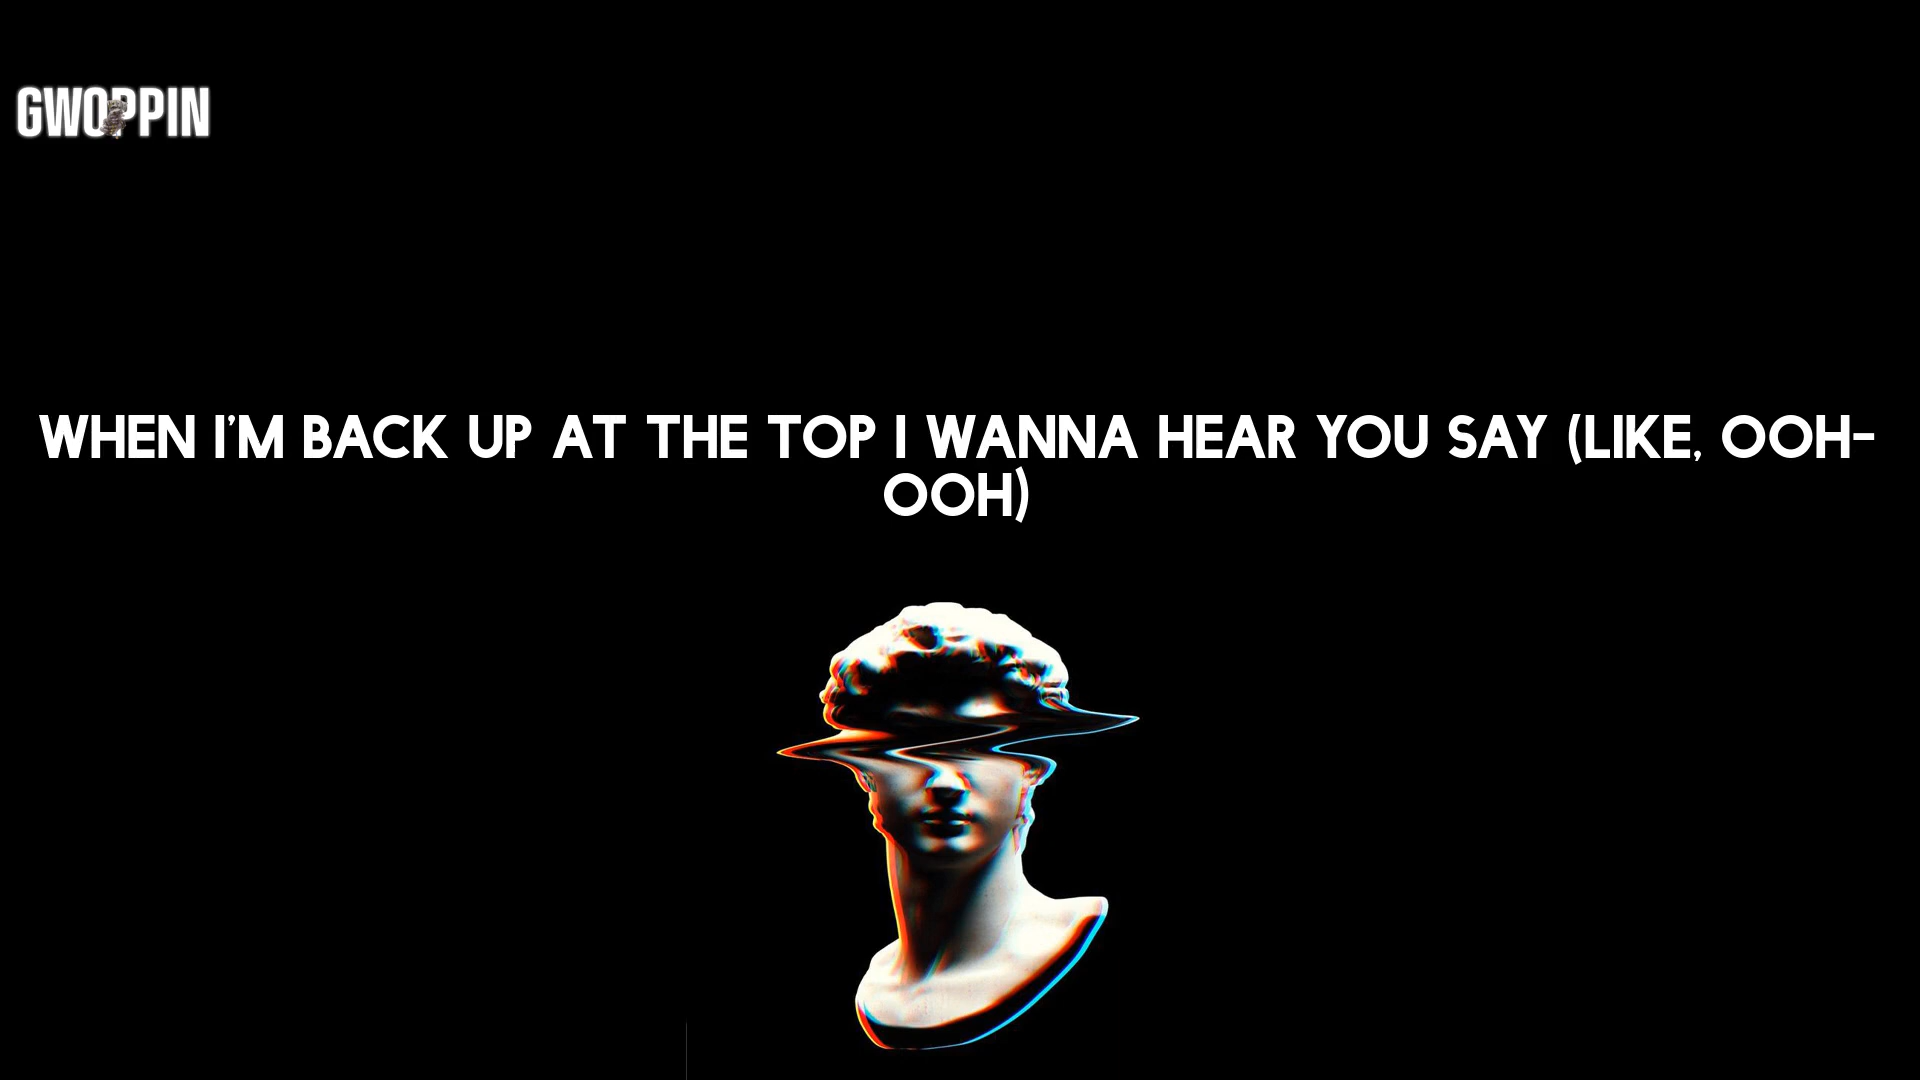 GWOPPIN
WHEN I'M BACK UP AT THE TOP I WANNA HEAR YOU SAY (LIKE, OOH-
OOH)